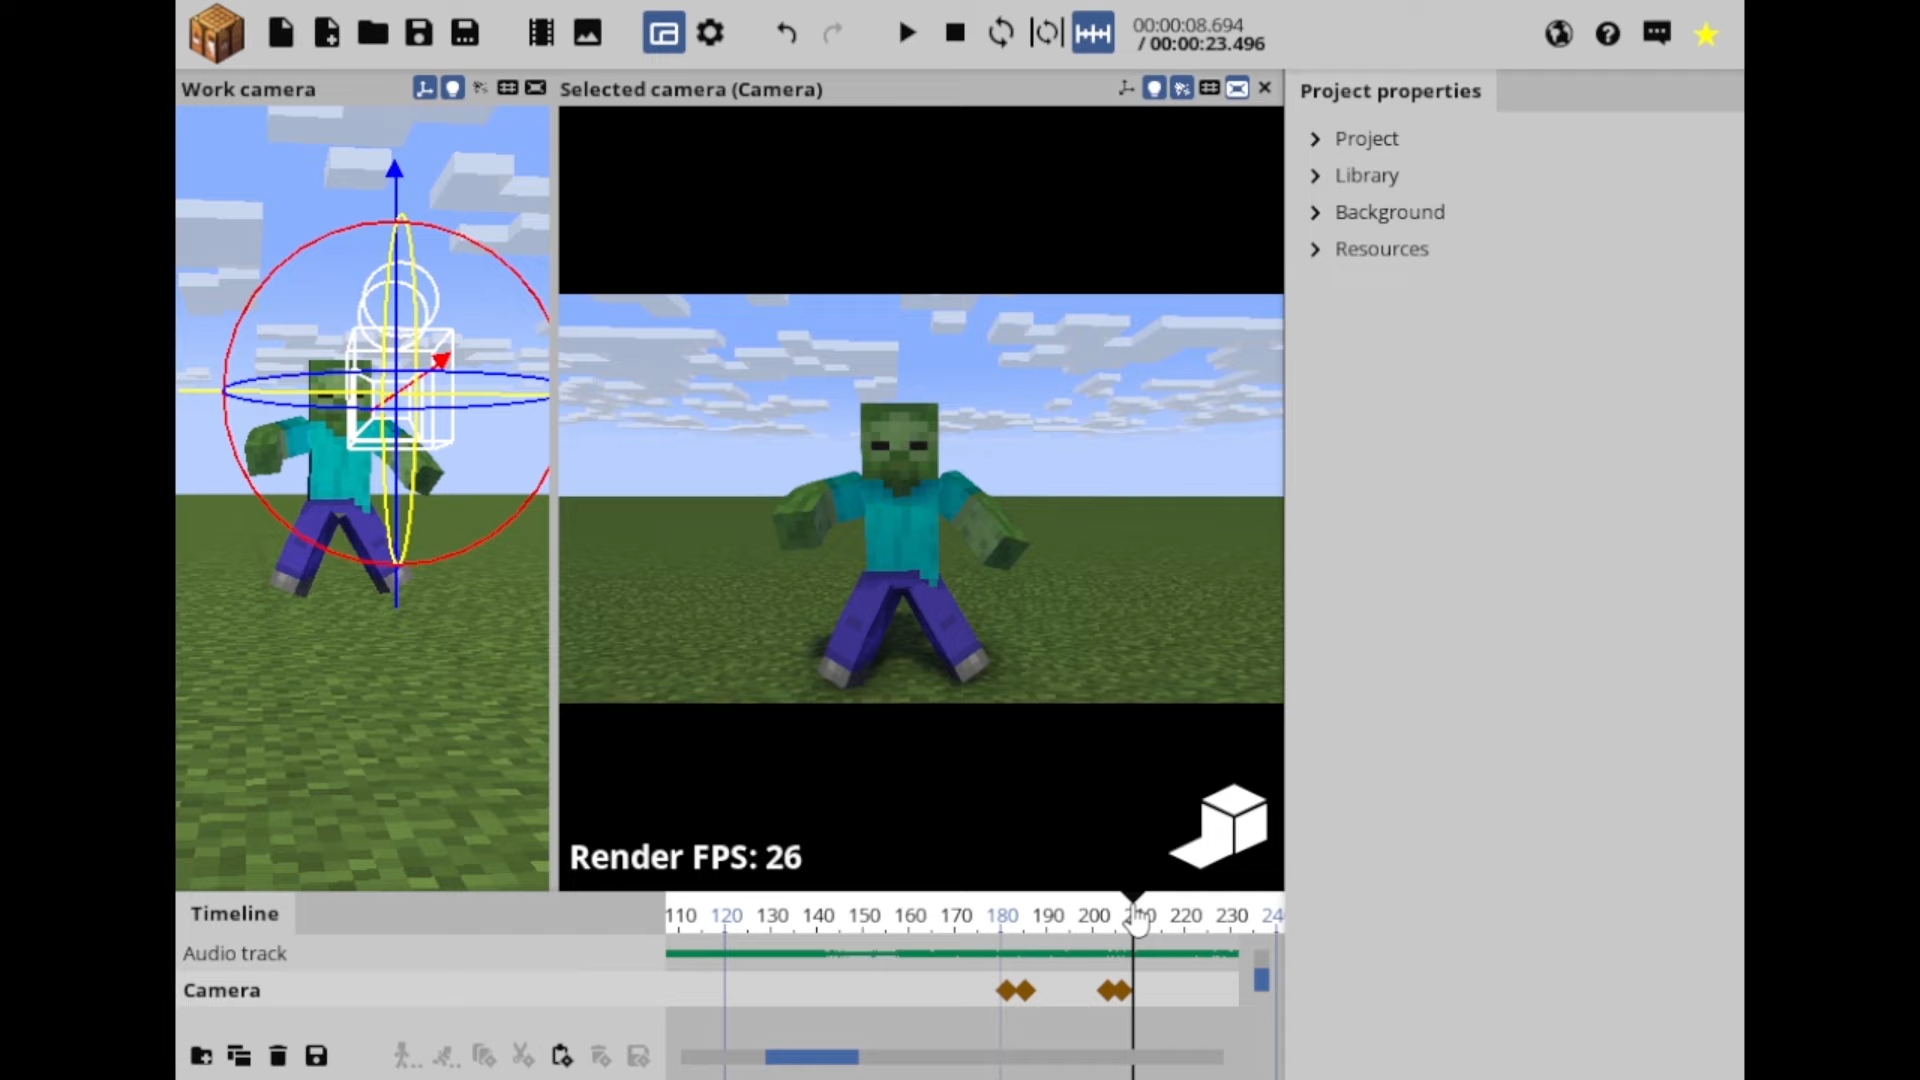 00:00:08.694
/ 00:00:23.496
Work camera
Selected camera (Camera)
Project properties
Project
Library
Background
Resources
Render FPS: 26
Timeline
110 120 130 140 150 160 170 180 190 200 220 230
Audio track
Camera